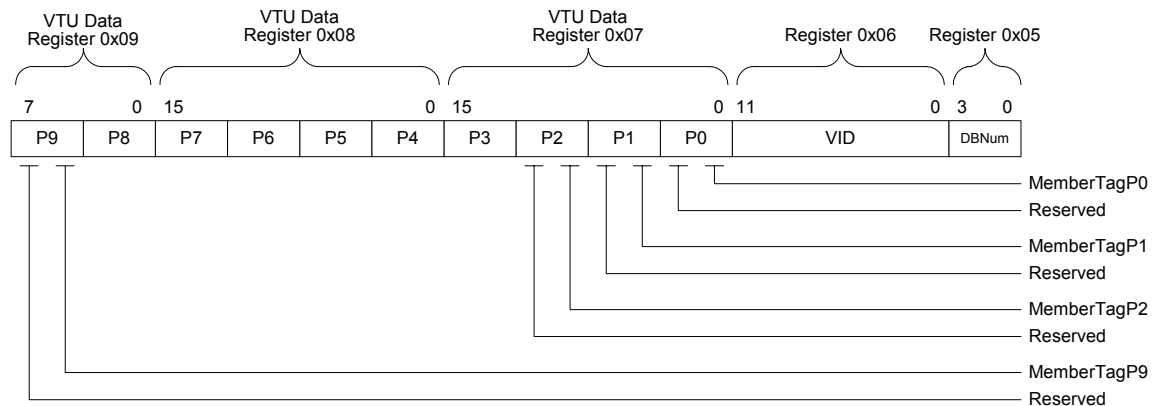 VTU Data
Register 0x09
VTU Data
Register 0x08
VTU Data
Register 0x07
Register 0x06
Register 0x05
7 0 15 0 15 0 11 0 3 0
P9 P8 P7 P6 P5 P4 P3 P2 P1 P0 VID DBNum
MemberTagP0
Reserved
MemberTagP1
Reserved
MemberTagP2
Reserved
MemberTagP9
Reserved